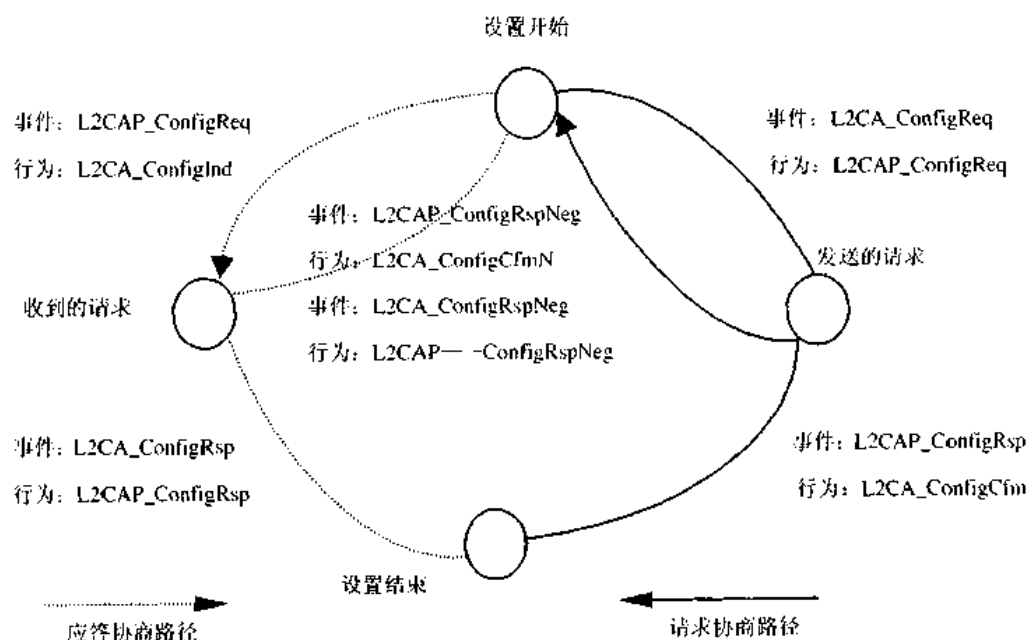 设置开始
事件：L2CAP_ConfigReq
行为：L2CA_ConfigInd
事件：L2CA_ConfigReq
行为：L2CAP_ConfigReq
事件：L2CAP_ConfigRspNeg
行为：L2CA_ConfigCfmN
事件：L2CA_ConfigRspNeg
行为：L2CAP— -ConfigRspNeg
发送的请求
收到的请求
事件：L2CA_ConfigRsp
行为：L2CAP_ConfigRsp
事件：L2CAP_ConfigRsp
行为：L2CA_ConfigCfm
设置结束
应答协商路径
请求协商路径